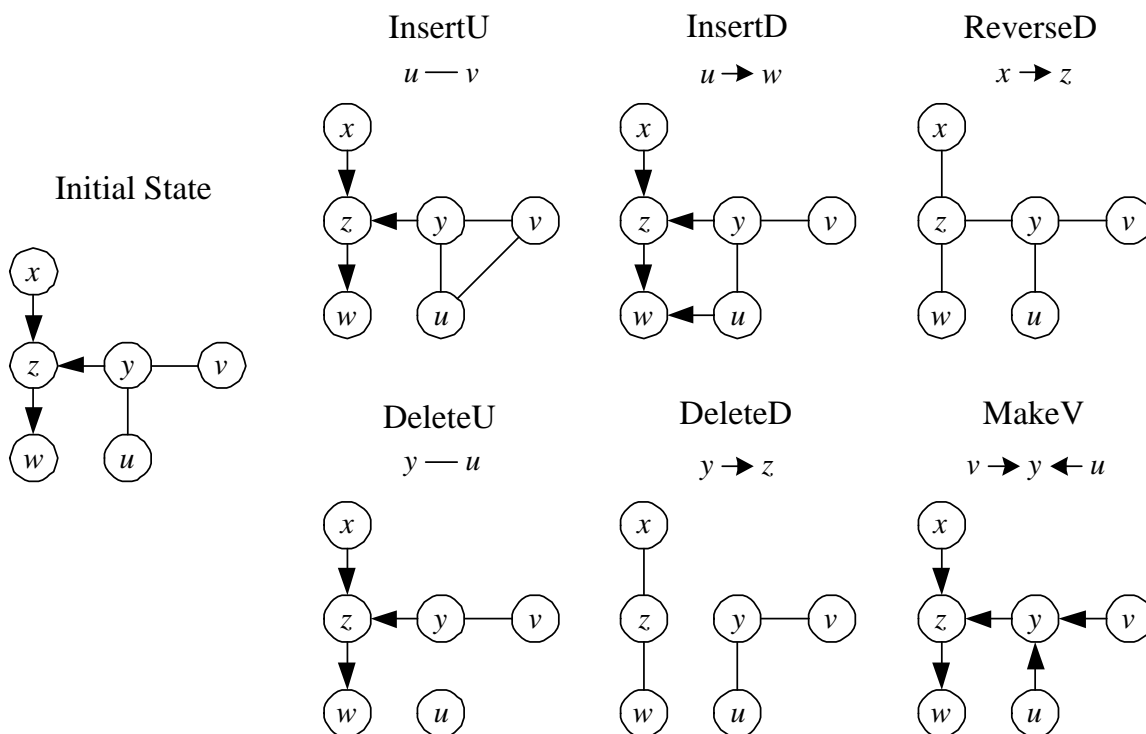 InsertU InsertD ReverseD
u — v u → w x → z
x x x
Initial State
z y v z y v z y v
x
w u w u w u
z y v
DeleteU DeleteD MakeV
w u
y — u y → z v → y ← u
x x x
z y v z y v z y v
w u w u w u